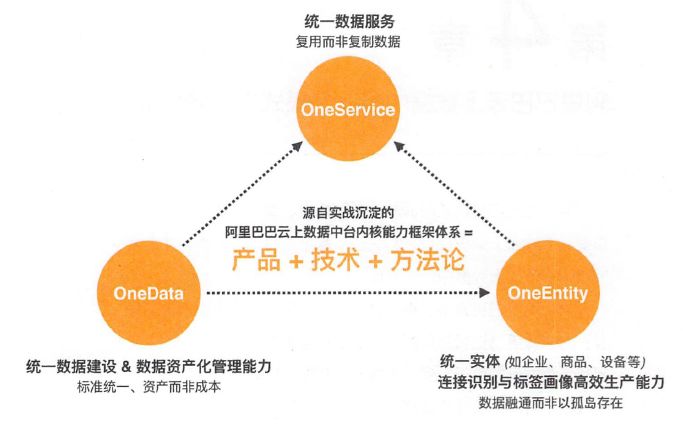 统一数据服务
复用而非复制数据
OneService
源自实战沉淀的
阿里巴巴云上数据中台内核能力框架体系 =
产品 + 技术 + 方法论
OneData
OneEntity
统一数据建设 & 数据资产化管理能力
标准统一、资产而非成本
统一实体 (如企业、商品、设备等)
连接识别与标签画像高效生产能力
数据融通而非以孤岛存在